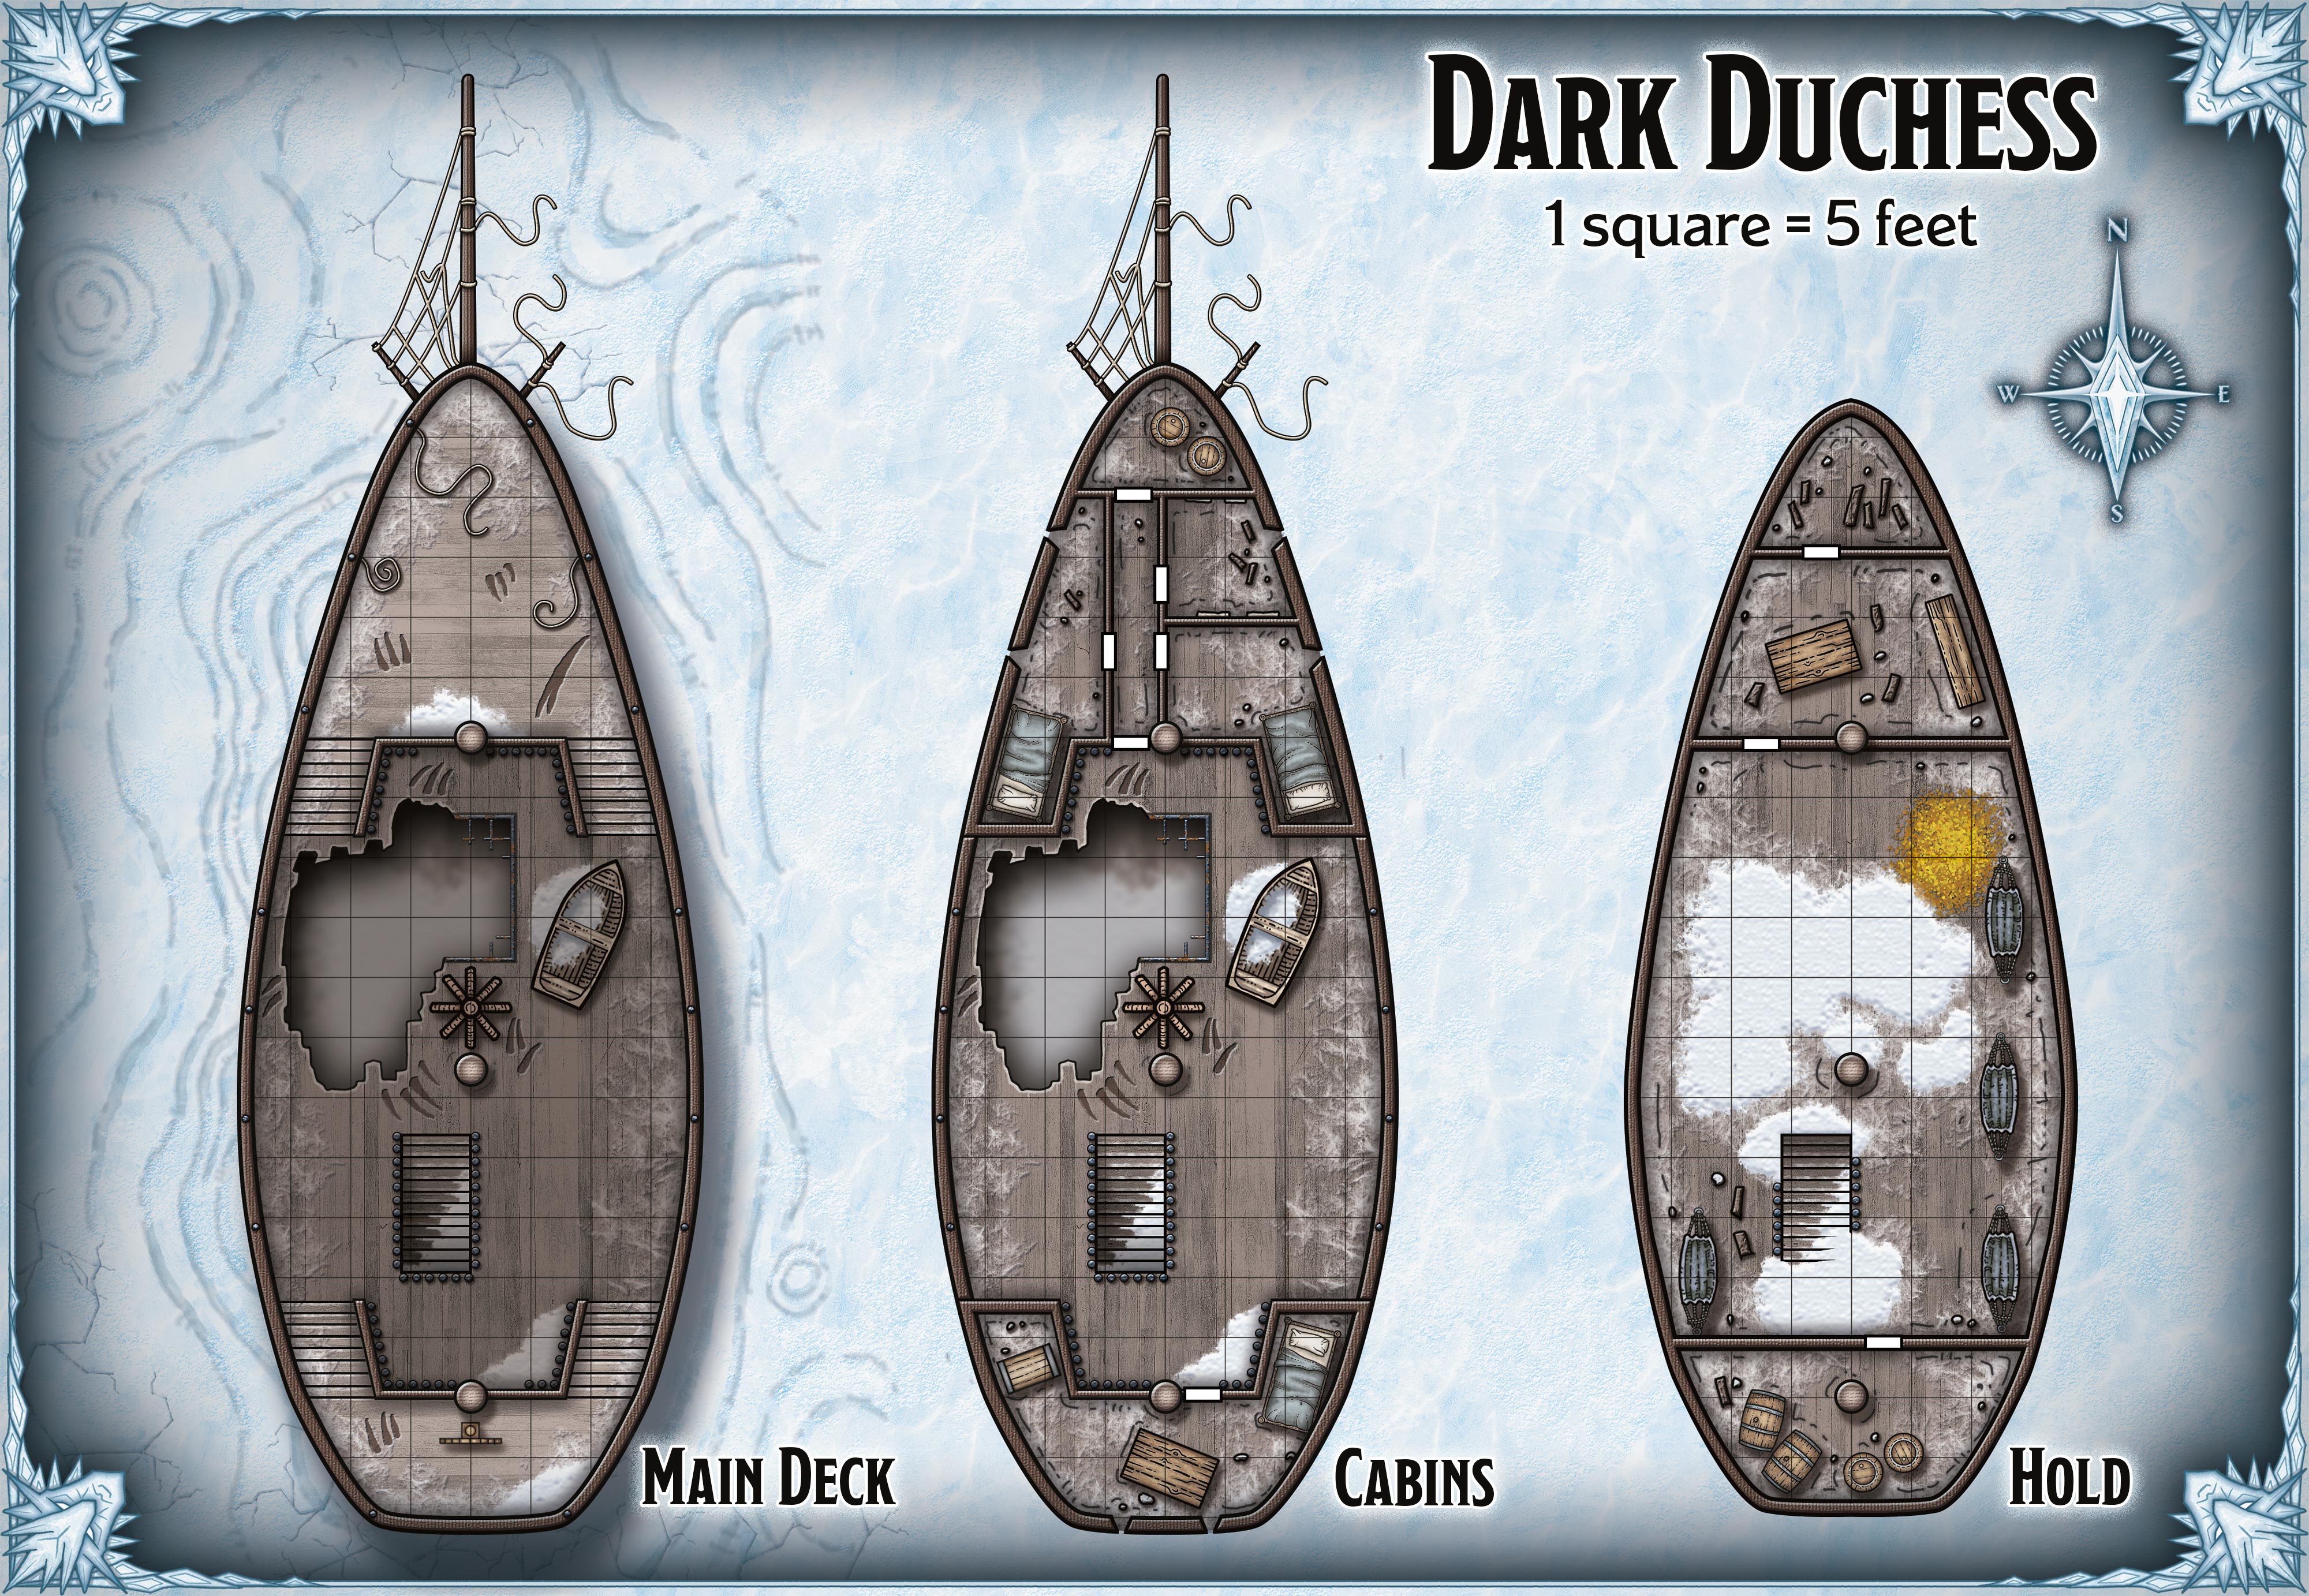 Dark Duchess
1 square = 5 feet
N
W E
S
Main Deck
Cabins
Hold